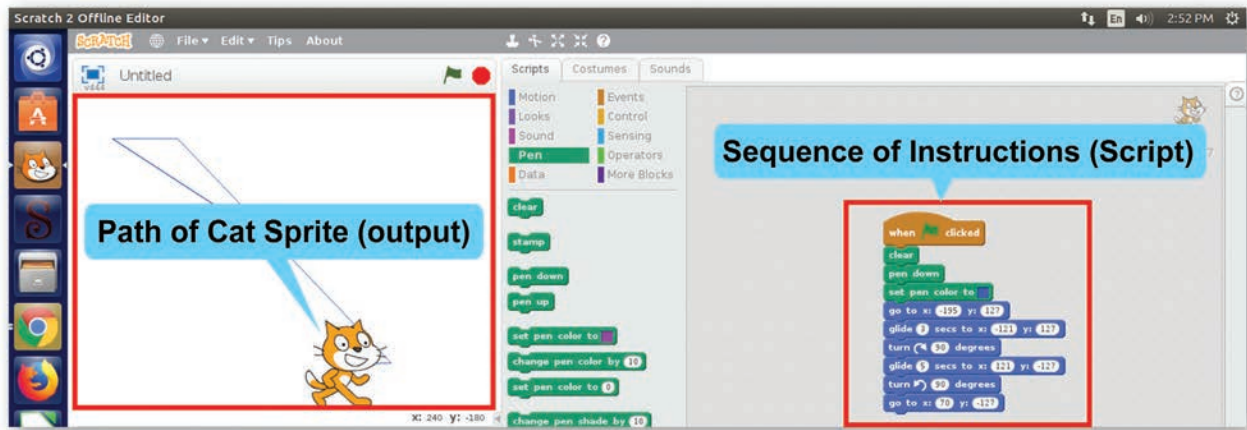 Scratch 2 Offline Editor
En 2:52 PM
SCRATCH File Edit Tips About
Untitled
Scripts Costumes Sounds
Motion Events
Looks Control
Sound Sensing
Pen Operators
Data More Blocks
Path of Cat Sprite (output)
X: 240 Y: -180
clear
stamp
pen down
pen up
set pen color to
change pen color by 10
set pen color to 0
change pen shade by 10
Sequence of Instructions (Script)
when clicked
clear
pen down
set pen color to
go to x: -195 y: 127
glide 3 secs to x: -121 y: 127
turn 90 degrees
glide 5 secs to x: 121 y: -127
turn 90 degrees
go to x: 70 y: -127